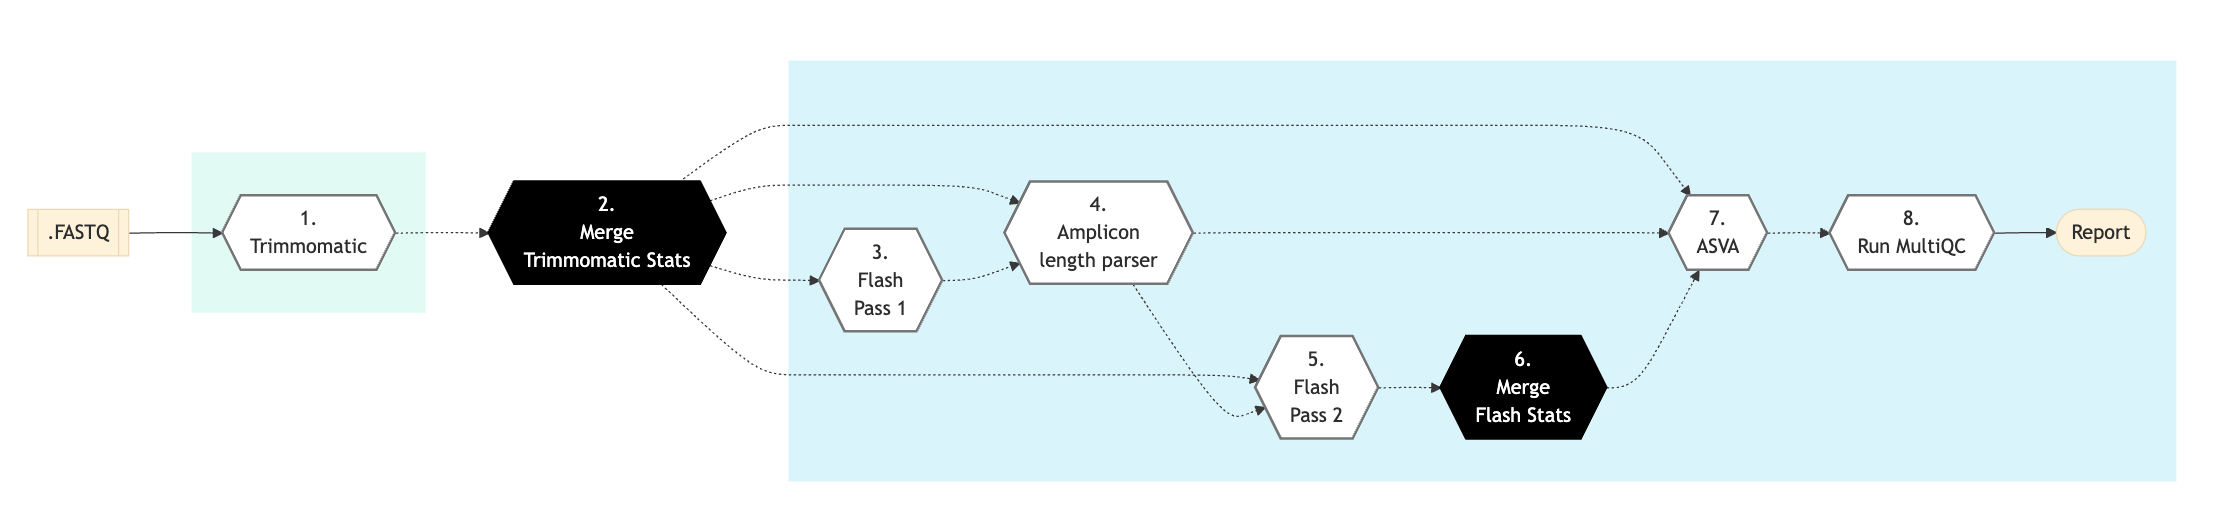 .FASTQ
1.
Trimmomatic
2.
Merge
Trimmomatic Stats
3.
Flash
Pass 1
4.
Amplicon
length parser
5.
Flash
Pass 2
6.
Merge
Flash Stats
7.
ASVA
8.
Run MultiQC
Report